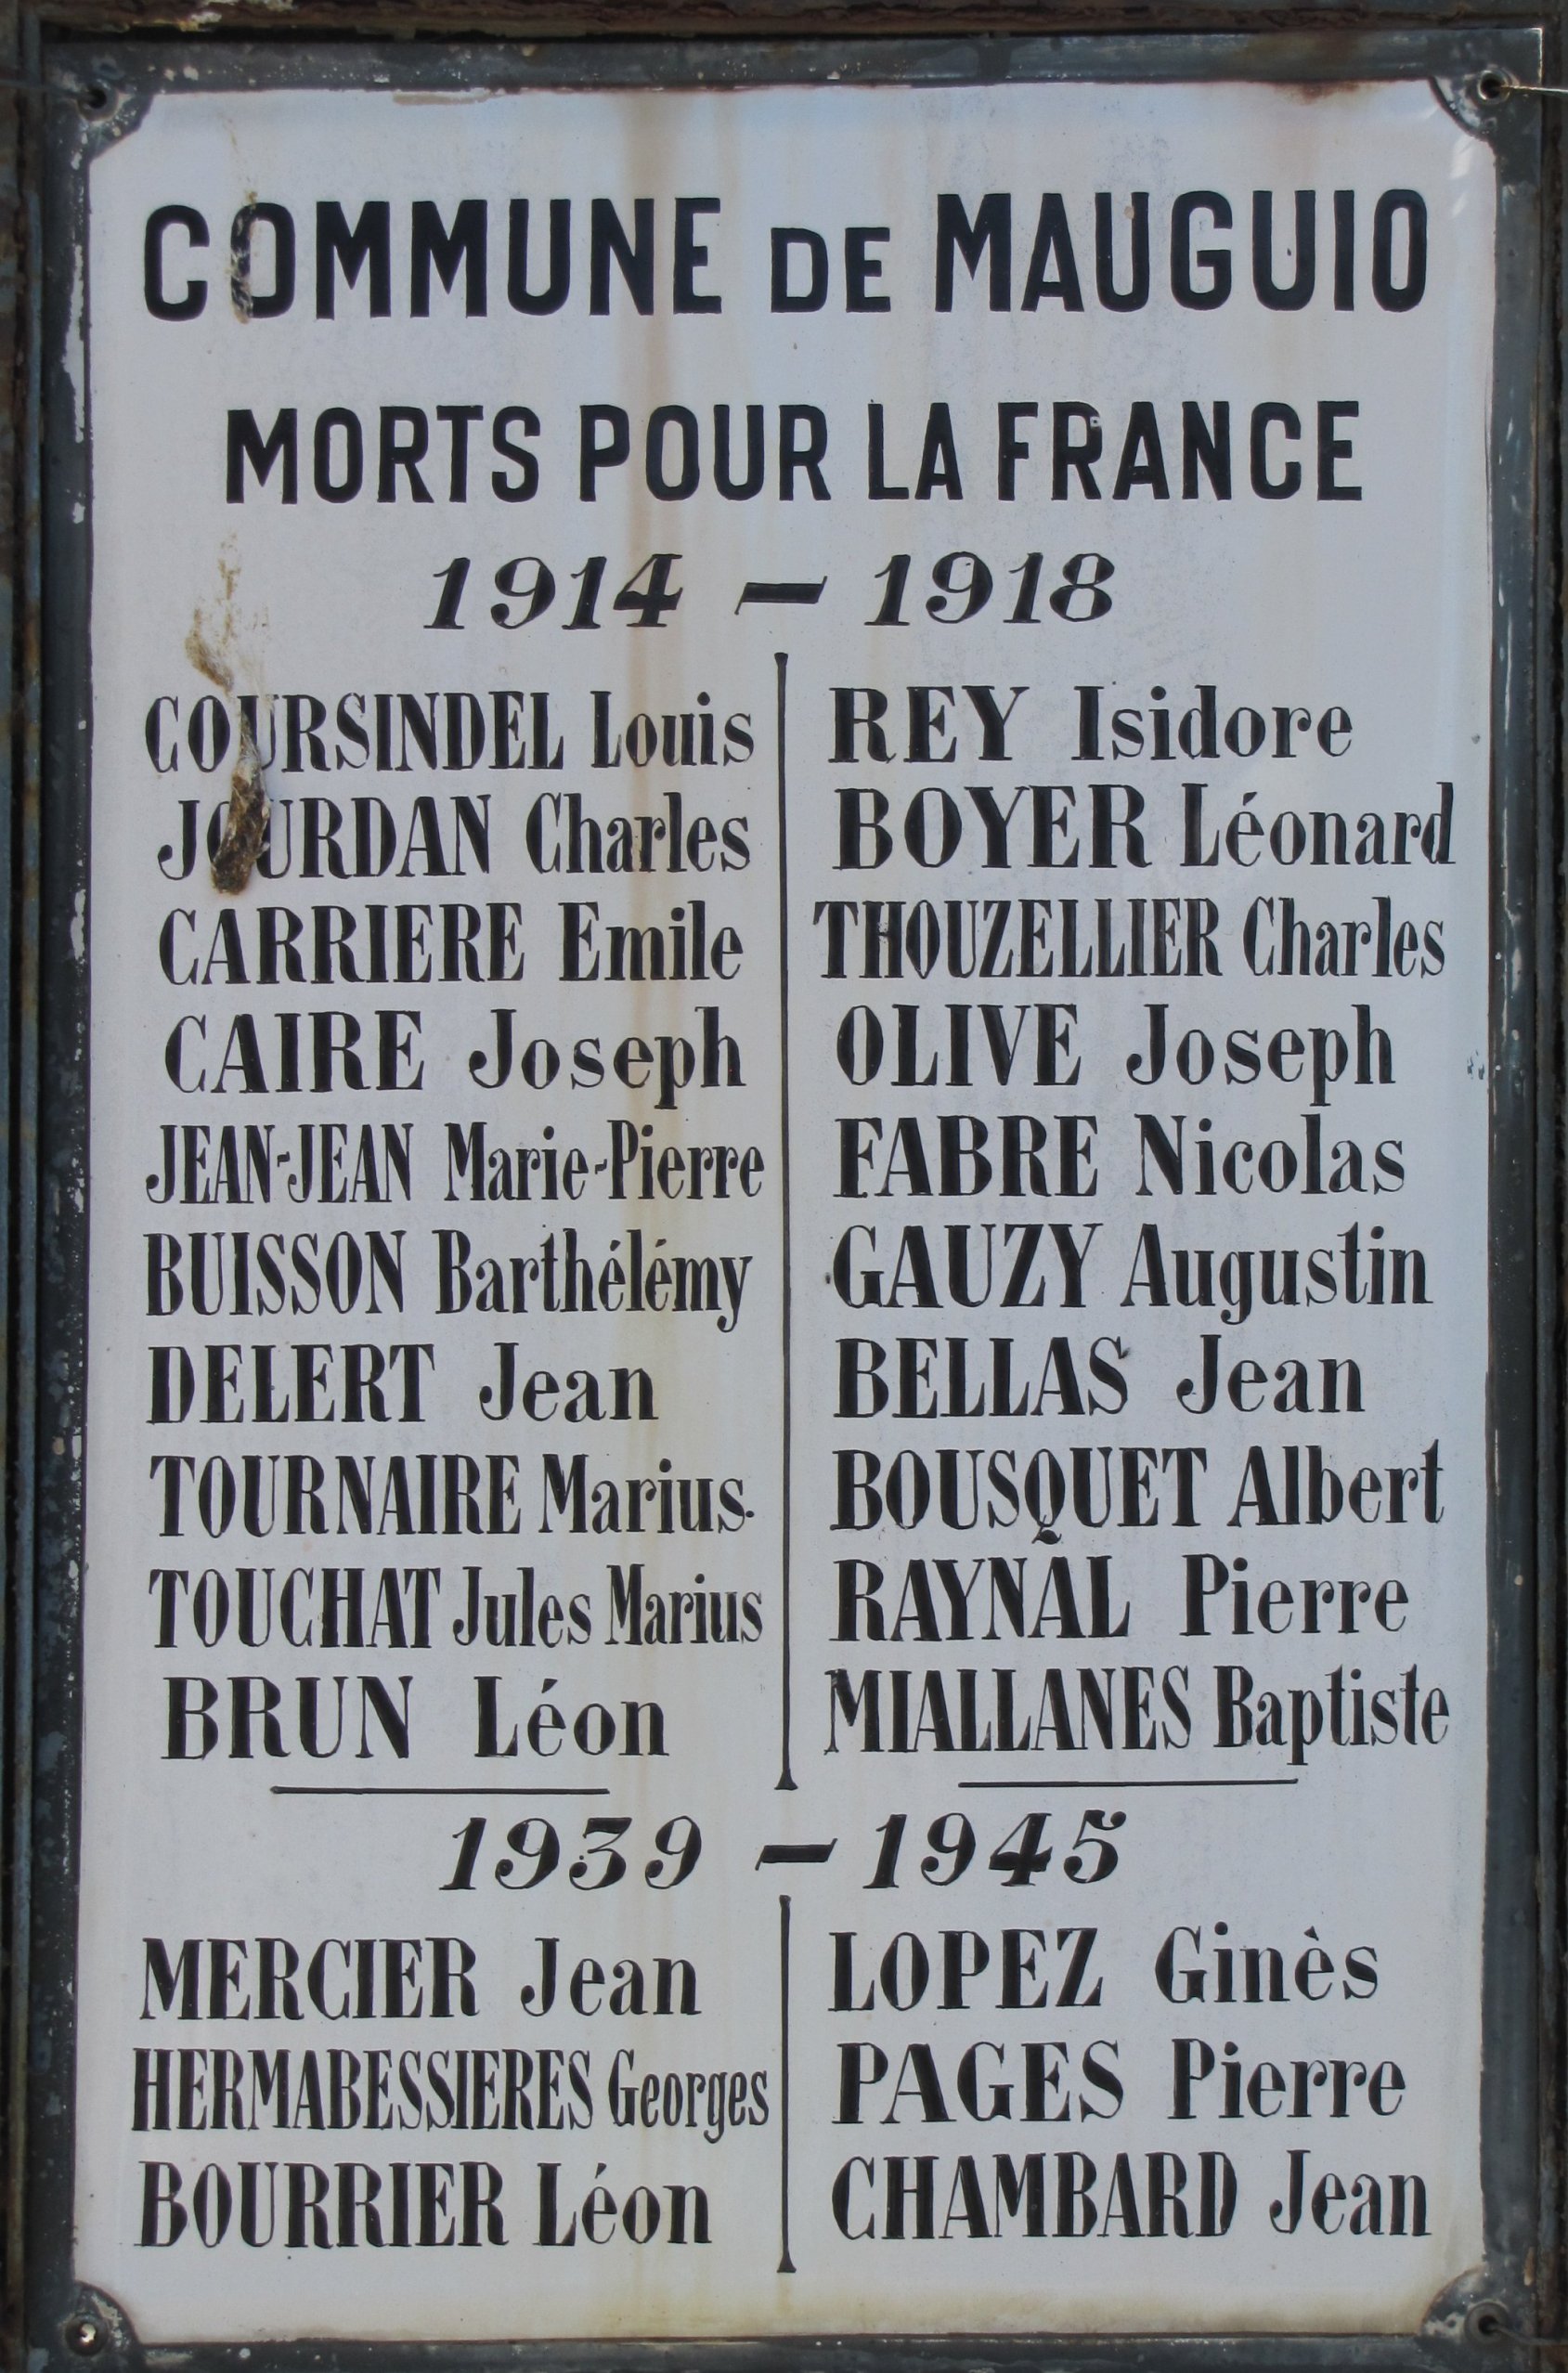 COMMUNE DE MAUGUIO
MORTS POUR LA FRANCE
1914 - 1918
COURSINDEL Louis
JOURDAN Charles
CARRIERE Emile
CAIRE Joseph
JEAN-JEAN Marie-Pierre
BUISSON Barthélémy
DELERT Jean
TOURNAIRE Marius
TOUCHAT Jules Marius
BRUN Léon
REY Isidore
BOYER Léonard
THOUZELLIER Charles
OLIVE Joseph
FABRE Nicolas
GAUZY Augustin
BELLAS Jean
BOUSQUET Albert
RAYNAL Pierre
MIALLANES Baptiste
1939 - 1945
MERCIER Jean
HERMABESSIERES Georges
BOURRIER Léon
LOPEZ Ginès
PAGES Pierre
CHAMBARD Jean